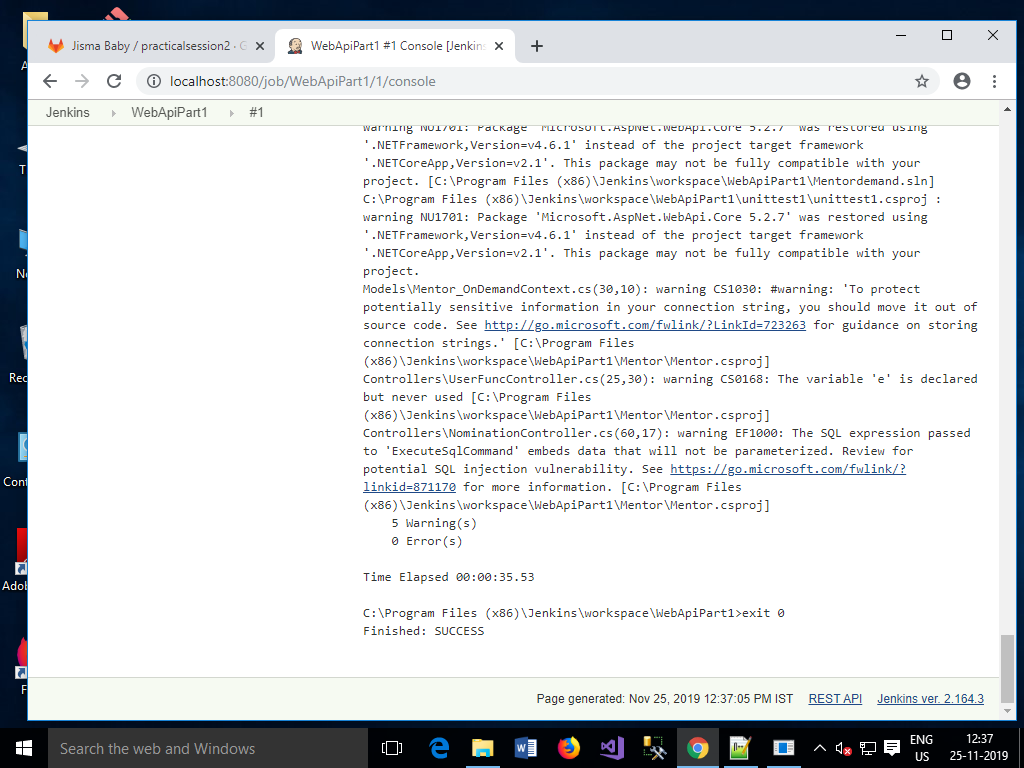 Jisma Baby / practicalsession2 · G
WebApiPart1 #1 Console [Jenkins
localhost:8080/job/WebApiPart1/1/console
Jenkins WebApiPart1 #1
warning NU1701: Package 'Microsoft.AspNet.WebApi.Core 5.2.7' was restored using
'.NETFramework,Version=v4.6.1' instead of the project target framework
'.NETCoreApp,Version=v2.1'. This package may not be fully compatible with your
project. [C:\Program Files (x86)\Jenkins\workspace\WebApiPart1\Mentordemand.sln]
C:\Program Files (x86)\Jenkins\workspace\WebApiPart1\unittest1\unittest1.csproj :
warning NU1701: Package 'Microsoft.AspNet.WebApi.Core 5.2.7' was restored using
'.NETFramework,Version=v4.6.1' instead of the project target framework
'.NETCoreApp,Version=v2.1'. This package may not be fully compatible with your
project.
Models\Mentor_OnDemandContext.cs(30,10): warning CS1030: #warning: 'To protect
potentially sensitive information in your connection string, you should move it out of
source code. See http://go.microsoft.com/fwlink/?LinkId=723263 for guidance on storing
connection strings.' [C:\Program Files
(x86)\Jenkins\workspace\WebApiPart1\Mentor\Mentor.csproj]
Controllers\UserFuncController.cs(25,30): warning CS0168: The variable 'e' is declared
but never used [C:\Program Files
(x86)\Jenkins\workspace\WebApiPart1\Mentor\Mentor.csproj]
Controllers\NominationController.cs(60,17): warning EF1000: The SQL expression passed
to 'ExecuteSqlCommand' embeds data that will not be parameterized. Review for
potential SQL injection vulnerability. See https://go.microsoft.com/fwlink/?
linkid=871170 for more information. [C:\Program Files
(x86)\Jenkins\workspace\WebApiPart1\Mentor\Mentor.csproj]
5 Warning(s)
0 Error(s)
Time Elapsed 00:00:35.53
C:\Program Files (x86)\Jenkins\workspace\WebApiPart1>exit 0
Finished: SUCCESS
Page generated: Nov 25, 2019 12:37:05 PM IST REST API Jenkins ver. 2.164.3
Search the web and Windows
ENG
US
12:37
25-11-2019